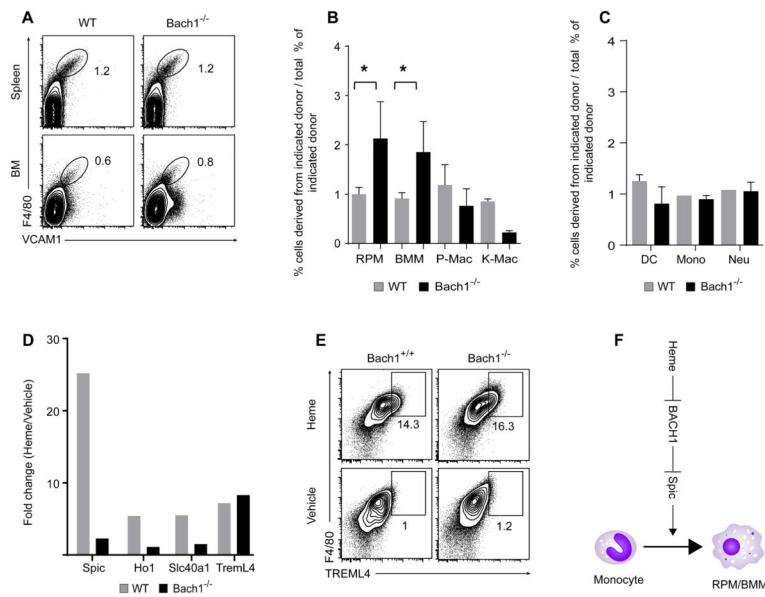 A
WT
Bach1-/-
Spleen
1.2
1.2
BM
0.6
0.8
F4/80
VCAM1
B
% cells derived from indicated donor / total % of
indicated donor
5
4
3
2
1
0
*
*
RPM
BMM
P-Mac
K-Mac
WT
Bach1-/-
C
% cells derived from indicated donor / total % of
indicated donor
5
4
3
2
1
0
DC
Mono
Neu
WT
Bach1-/-
D
Fold change (Heme/Vehicle)
30
20
10
Spic
Ho1
Slc40a1
TremL4
WT
Bach1-/-
E
Bach1+/+
Bach1-/-
Heme
14.3
16.3
Vehicle
1
1.2
F4/80
TREML4
F
Heme
BACH1
Spic
Monocyte
RPM/BMM